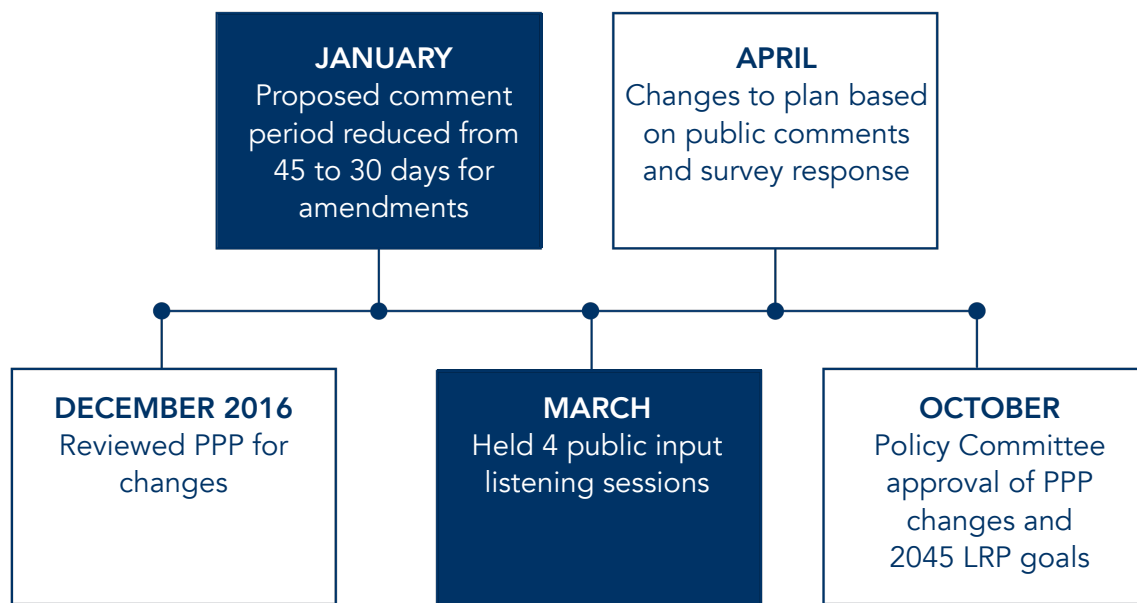 JANUARY
Proposed comment
period reduced from
45 to 30 days for
amendments
APRIL
Changes to plan based
on public comments
and survey response
DECEMBER 2016
Reviewed PPP for
changes
MARCH
Held 4 public input
listening sessions
OCTOBER
Policy Committee
approval of PPP
changes and
2045 LRP goals